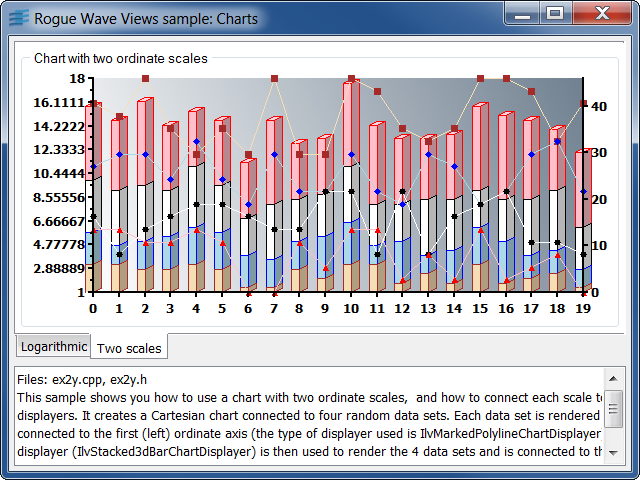 Rogue Wave Views sample: Charts
Chart with two ordinate scales
18
16.1111
14.2222
12.3333
10.4444
8.55556
6.66667
4.77778
2.88889
1
40
30
20
10
0
0 1 2 3 4 5 6 7 8 9 10 11 12 13 14 15 16 17 18 19
Logarithmic Two scales
Files: ex2y.cpp, ex2y.h
This sample shows you how to use a chart with two ordinate scales, and how to connect each scale to
displayers. It creates a Cartesian chart connected to four random data sets. Each data set is rendered
connected to the first (left) ordinate axis (the type of displayer used is IlvMarkedPolylineChartDisplayer
displayer (IlvStacked3dBarChartDisplayer) is then used to render the 4 data sets and is connected to